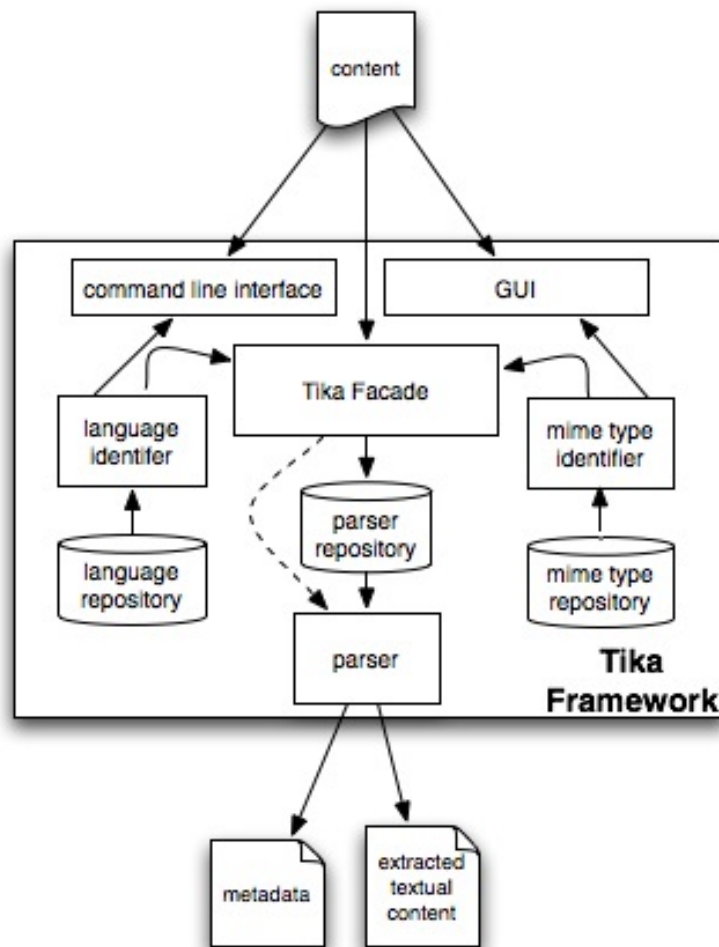 content
command line interface
GUI
Tika Facade
language
identifer
mime type
identifier
parser
repository
language
repository
mime type
repository
parser
Tika
Framework
metadata
extracted
textual
content